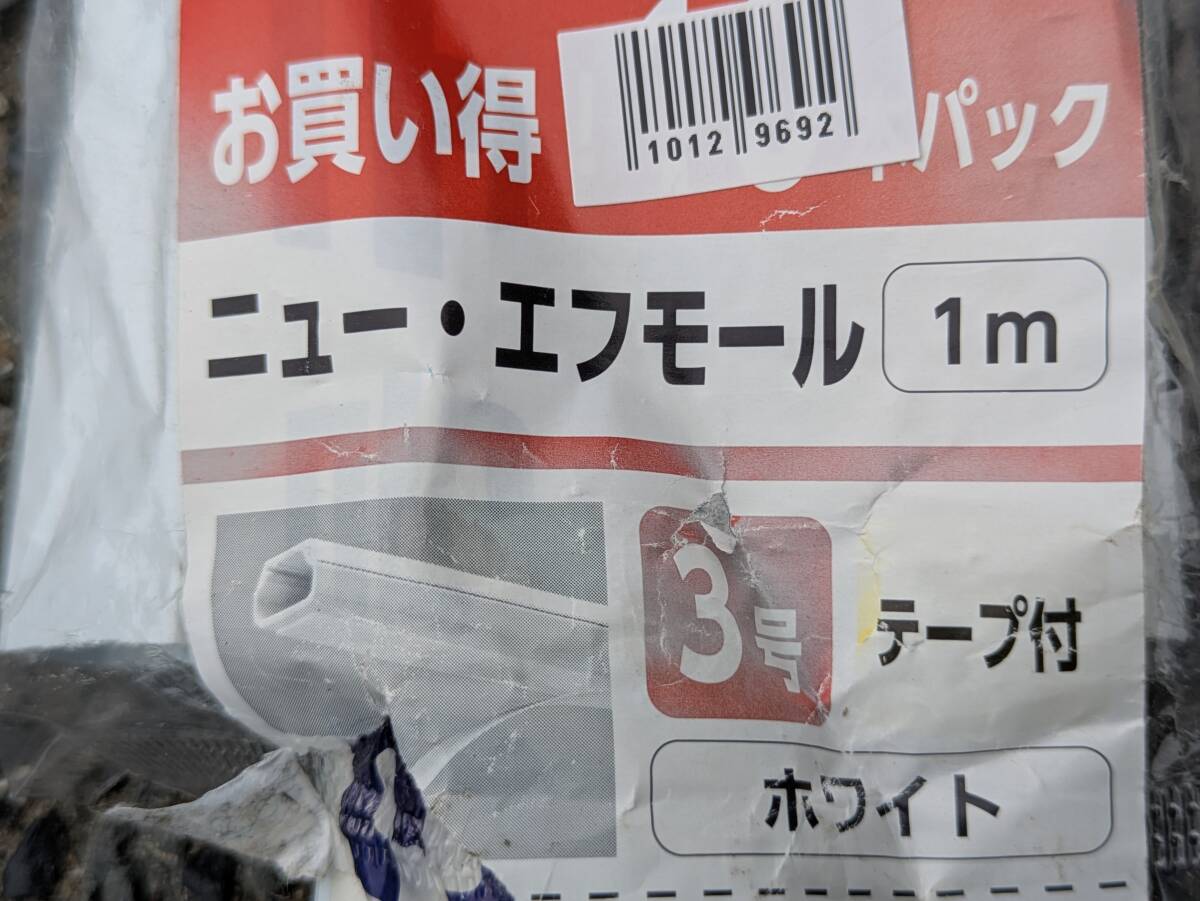 お買い得 パック
1012 9692
ニュー・エフモール 1m
3号 テープ付
ホワイト